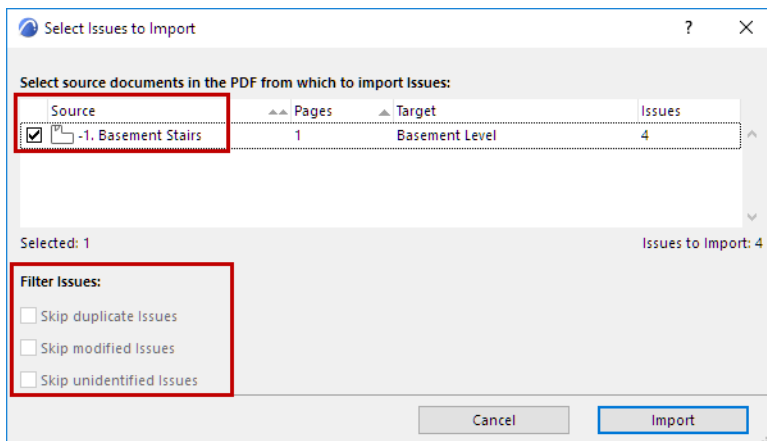 Select Issues to Import ?
Select source documents in the PDF from which to import Issues:
Source Pages Target Issues
-1. Basement Stairs 1 Basement Level 4
Selected: 1 Issues to Import: 4
Filter Issues:
Skip duplicate Issues
Skip modified Issues
Skip unidentified Issues
Cancel Import